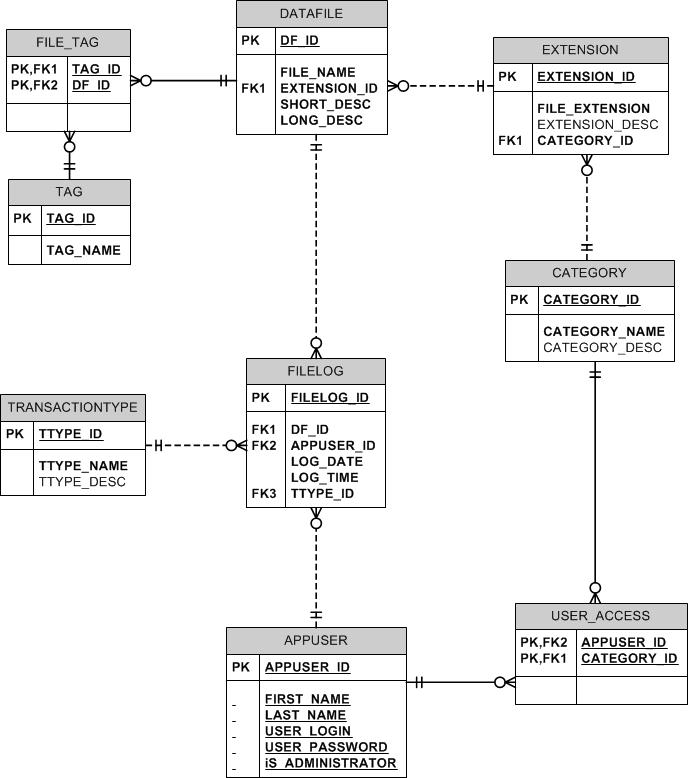 DATAFILE
PK DF_ID
FILE_NAME
FK1 EXTENSION_ID
SHORT_DESC
LONG_DESC
FILE_TAG
PK,FK1 TAG_ID
PK,FK2 DF_ID
EXTENSION
PK EXTENSION_ID
FILE_EXTENSION
EXTENSION_DESC
FK1 CATEGORY_ID
TAG
PK TAG_ID
TAG_NAME
CATEGORY
PK CATEGORY_ID
CATEGORY_NAME
CATEGORY_DESC
FILELOG
PK FILELOG_ID
FK1 DF_ID
FK2 APPUSER_ID
LOG_DATE
LOG_TIME
FK3 TTYPE_ID
TRANSACTIONTYPE
PK TTYPE_ID
TTYPE_NAME
TTYPE_DESC
APPUSER
PK APPUSER_ID
FIRST_NAME
LAST_NAME
USER_LOGIN
USER_PASSWORD
iS_ADMINISTRATOR
USER_ACCESS
PK,FK2 APPUSER_ID
PK,FK1 CATEGORY_ID